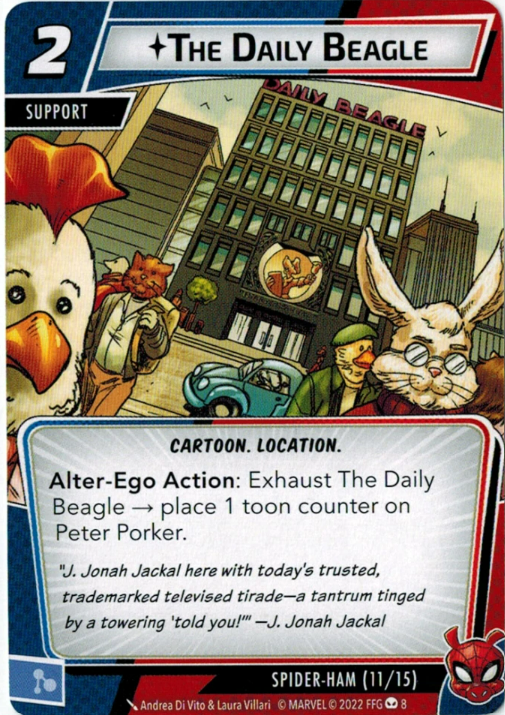 2
THE DAILY BEAGLE
SUPPORT
DAILY BEAGLE
CARTOON. LOCATION.
Alter-Ego Action: Exhaust The Daily
Beagle → place 1 toon counter on
Peter Porker.
"J. Jonah Jackal here with today's trusted,
trademarked televised tirade—a tantrum tinged
by a towering 'told you!'" —J. Jonah Jackal
SPIDER-HAM (11/15)
Andrea Di Vito & Laura Villari © MARVEL © 2022 FFG 8